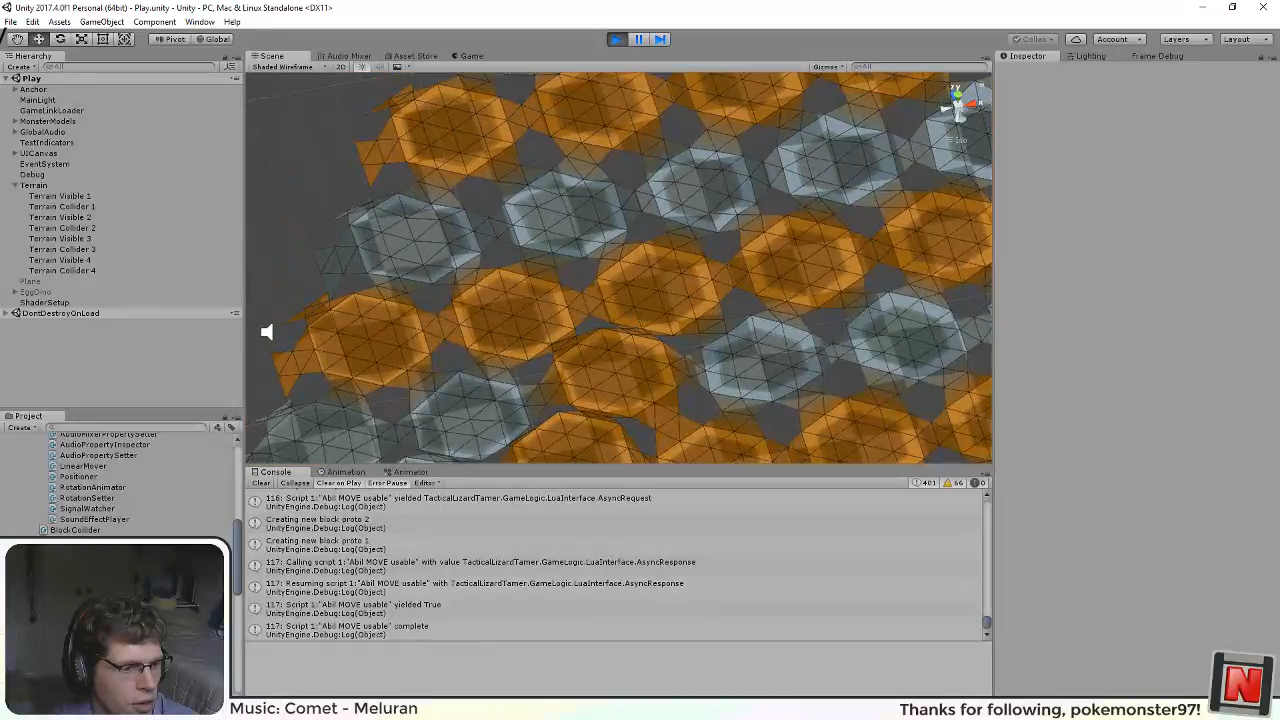 Unity 2017.4.0f1 Personal (64bit) - Play.unity - Unity - PC, Mac & Linux Standalone <DX11>
File Edit Assets GameObject Component Window Help
Pivot Global Collab Account Layers Layout
Hierarchy Scene Audio Mixer Asset Store Game Inspector Lighting Frame Debug
Create All Shaded Wireframe 2D Gizmos All
Play
Anchor
MainLight
GameLinkLoader
MonsterModels
GlobalAudio
TestIndicators
UICanvas
EventSystem
Debug
Terrain
Terrain Visible 1
Terrain Collider 1
Terrain Visible 2
Terrain Collider 2
Terrain Visible 3
Terrain Collider 3
Terrain Visible 4
Terrain Collider 4
Plane
EggDino
ShaderSetup
DontDestroyOnLoad
zy
x
Iso
Project
Create
AudioMixerPropertySetter
AudioPropertyInspector
AudioPropertySetter
LinearMover
Positioner
RotationAnimator
RotationSetter
SignalWatcher
SoundEffectPlayer
BlockCollider
Console Animation Animator
Clear Collapse Clear on Play Error Pause Editor 401 66 0
116: Script 1:"Abil MOVE usable" yielded TacticalLizardTamer.GameLogic.LuaInterface.AsyncRequest
UnityEngine.Debug:Log(Object)
Creating new block proto 2
UnityEngine.Debug:Log(Object)
Creating new block proto 1
UnityEngine.Debug:Log(Object)
117: Calling script 1:"Abil MOVE usable" with value TacticalLizardTamer.GameLogic.LuaInterface.AsyncResponse
UnityEngine.Debug:Log(Object)
117: Resuming script 1:"Abil MOVE usable" with TacticalLizardTamer.GameLogic.LuaInterface.AsyncResponse
UnityEngine.Debug:Log(Object)
117: Script 1:"Abil MOVE usable" yielded True
UnityEngine.Debug:Log(Object)
117: Script 1:"Abil MOVE usable" complete
UnityEngine.Debug:Log(Object)
Music: Comet - Meluran
Thanks for following, pokemonster97!
N